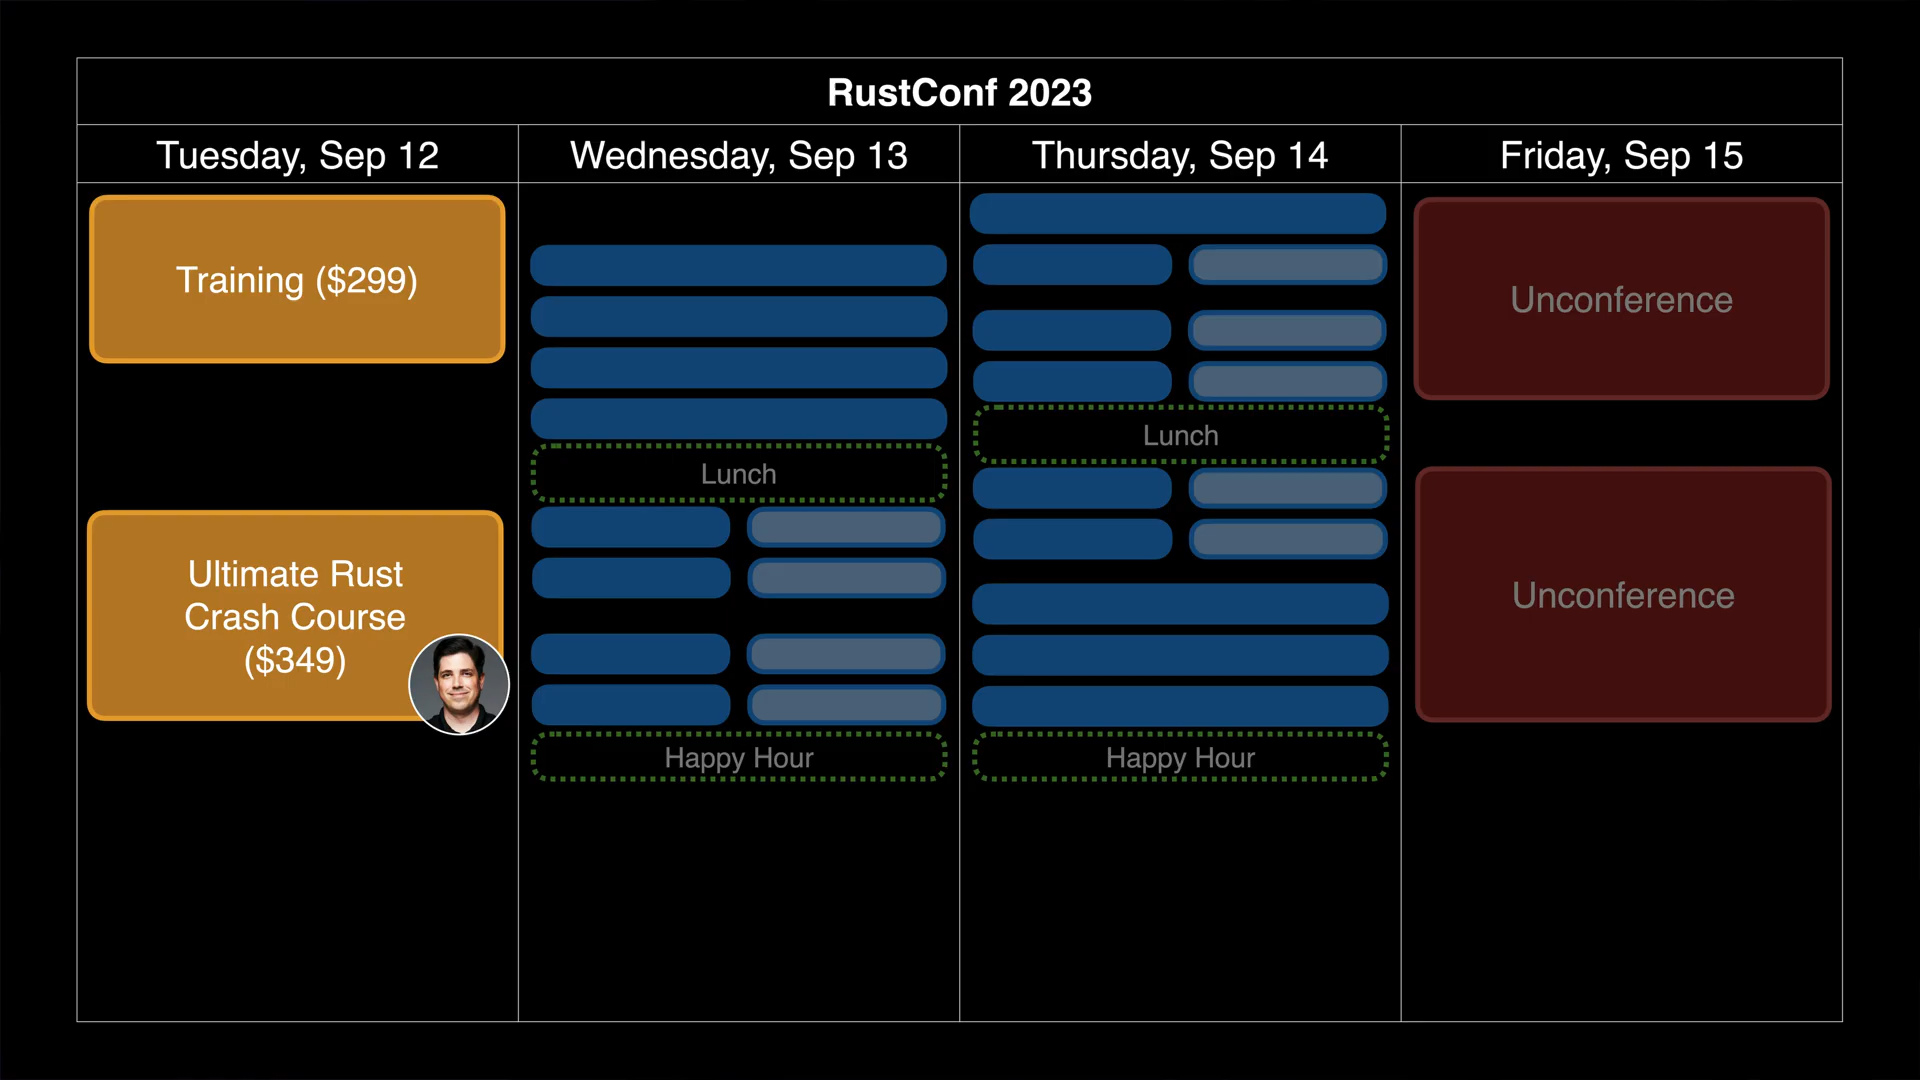 RustConf 2023
Tuesday, Sep 12
Wednesday, Sep 13
Thursday, Sep 14
Friday, Sep 15
Training ($299)
Ultimate Rust
Crash Course
($349)
Lunch
Happy Hour
Lunch
Happy Hour
Unconference
Unconference